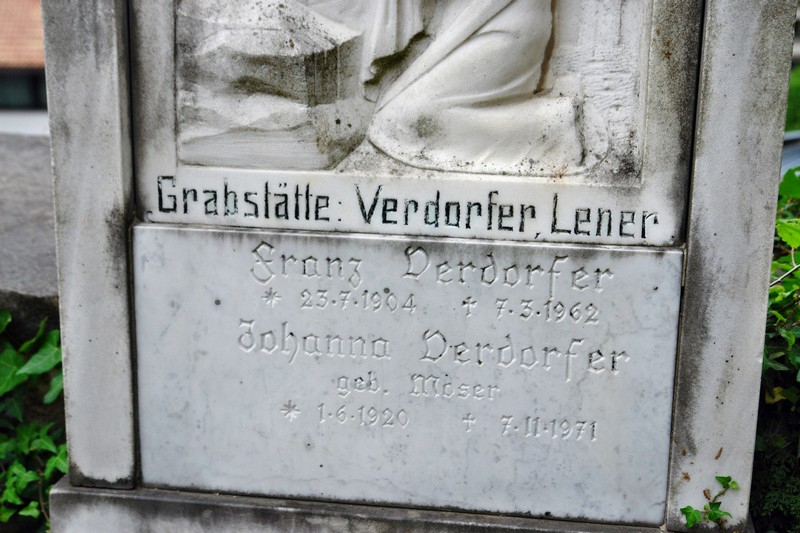 Grabstätte: Verdorfer, Lener
Franz Verdorfer
* 23.7.1904 ✝ 7.3.1962
Johanna Verdorfer
geb. Moser
* 1.6.1920 ✝ 7.11.1971